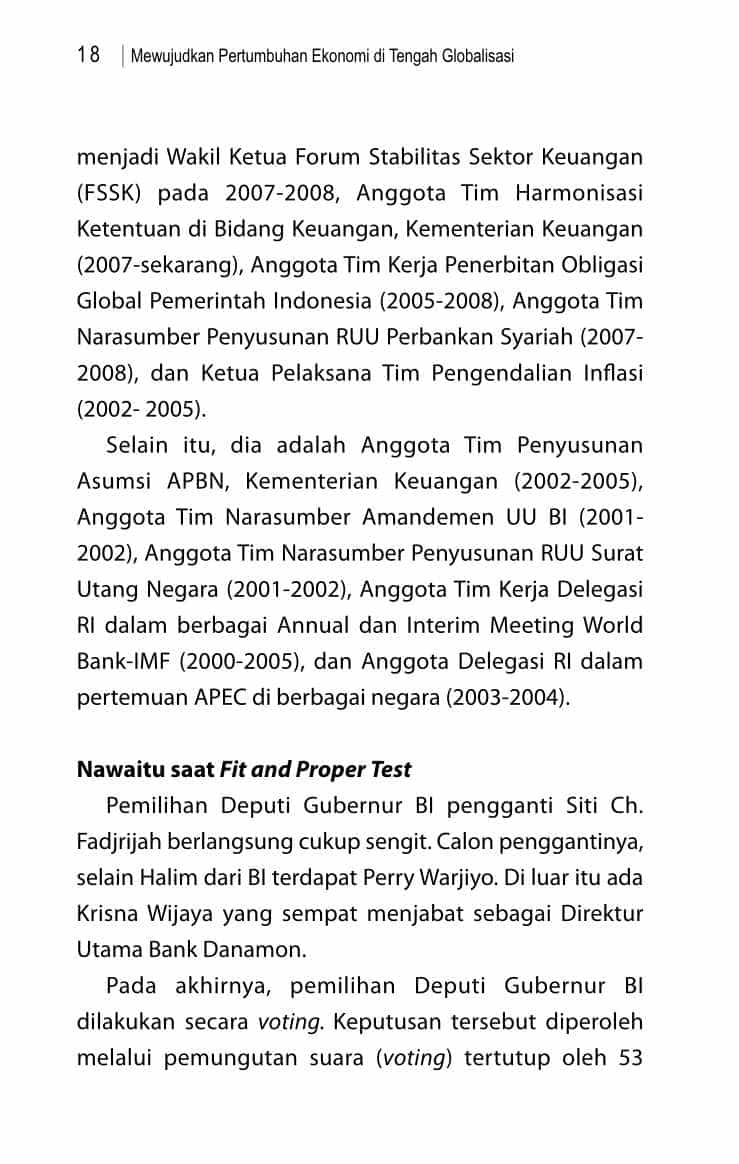 18 | Mewujudkan Pertumbuhan Ekonomi di Tengah Globalisasi
menjadi Wakil Ketua Forum Stabilitas Sektor Keuangan
(FSSK) pada 2007-2008, Anggota Tim Harmonisasi
Ketentuan di Bidang Keuangan, Kementerian Keuangan
(2007-sekarang), Anggota Tim Kerja Penerbitan Obligasi
Global Pemerintah Indonesia (2005-2008), Anggota Tim
Narasumber Penyusunan RUU Perbankan Syariah (2007-
2008), dan Ketua Pelaksana Tim Pengendalian Inflasi
(2002- 2005).
Selain itu, dia adalah Anggota Tim Penyusunan
Asumsi APBN, Kementerian Keuangan (2002-2005),
Anggota Tim Narasumber Amandemen UU BI (2001-
2002), Anggota Tim Narasumber Penyusunan RUU Surat
Utang Negara (2001-2002), Anggota Tim Kerja Delegasi
RI dalam berbagai Annual dan Interim Meeting World
Bank-IMF (2000-2005), dan Anggota Delegasi RI dalam
pertemuan APEC di berbagai negara (2003-2004).
Nawaitu saat Fit and Proper Test
Pemilihan Deputi Gubernur BI pengganti Siti Ch.
Fadjrijah berlangsung cukup sengit. Calon penggantinya,
selain Halim dari BI terdapat Perry Warjiyo. Di luar itu ada
Krisna Wijaya yang sempat menjabat sebagai Direktur
Utama Bank Danamon.
Pada akhirnya, pemilihan Deputi Gubernur BI
dilakukan secara voting. Keputusan tersebut diperoleh
melalui pemungutan suara (voting) tertutup oleh 53